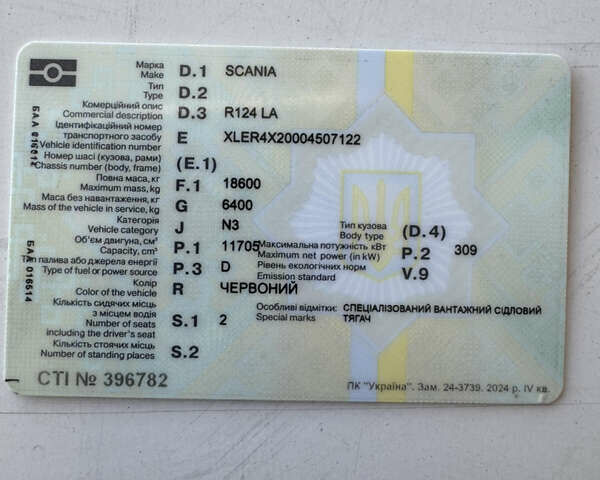 Марка
Make D.1 SCANIA
Тип
Type D.2
Комерційний опис
Commercial description D.3 R124 LA
Ідентифікаційний номер
транспортного засобу E XLER4X20004507122
Vehicle identification number
Номер шасі (кузова, рами)
Chassis number (body, frame) (E.1)
Повна маса, кг
Maximum mass, kg F.1 18600
Маса без навантаження, кг
Mass of the vehicle in service, kg G 6400
Категорія
Vehicle category J N3
Тип кузова
Body type (D.4)
Об'єм двигуна, см³
Capacity, cm³ P.1 11705
Максимальна потужність кВт
Maximum net power (in kW) P.2 309
Тип палива або джерела енергії
Type of fuel or power source P.3 D
Рівень екологічних норм
Emission standard V.9
Колір
Color of the vehicle R ЧЕРВОНИЙ
Кількість сидячих місць
з місцем водія
Number of seats S.1 2
including the driver's seat
Особливі відмітки: СПЕЦІАЛІЗОВАНИЙ ВАНТАЖНИЙ СІДЛОВИЙ
Special marks ТЯГАЧ
Кількість стоячих місць
Number of standing places S.2
СТІ № 396782
ПК "Україна". Зам. 24-3739. 2024 р. IV кв.